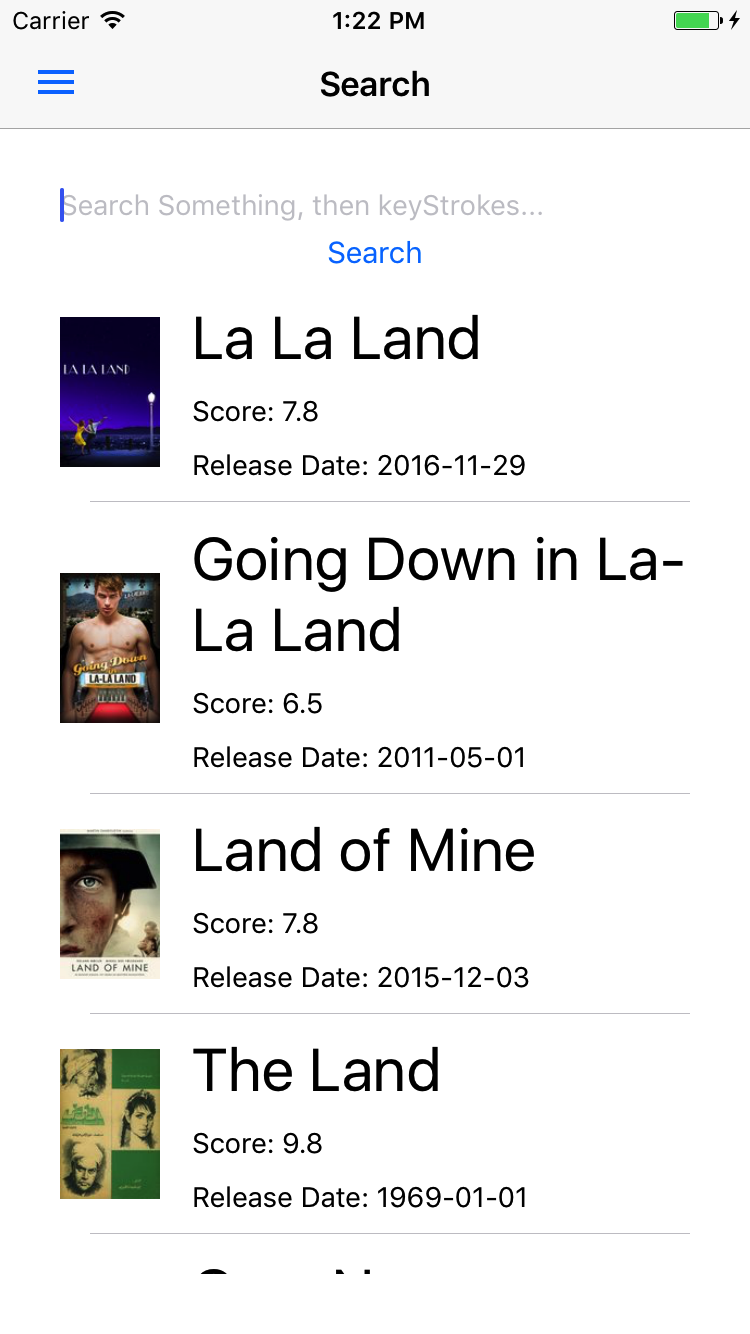 Carrier 1:22 PM
Search
Search Something, then keyStrokes...
Search
LA LA LAND
La La Land
Score: 7.8
Release Date: 2016-11-29
Going Down in La-
La Land
Going Down
LA-LA LAND
Score: 6.5
Release Date: 2011-05-01
Land of Mine
LAND OF MINE
Score: 7.8
Release Date: 2015-12-03
The Land
Score: 9.8
Release Date: 1969-01-01